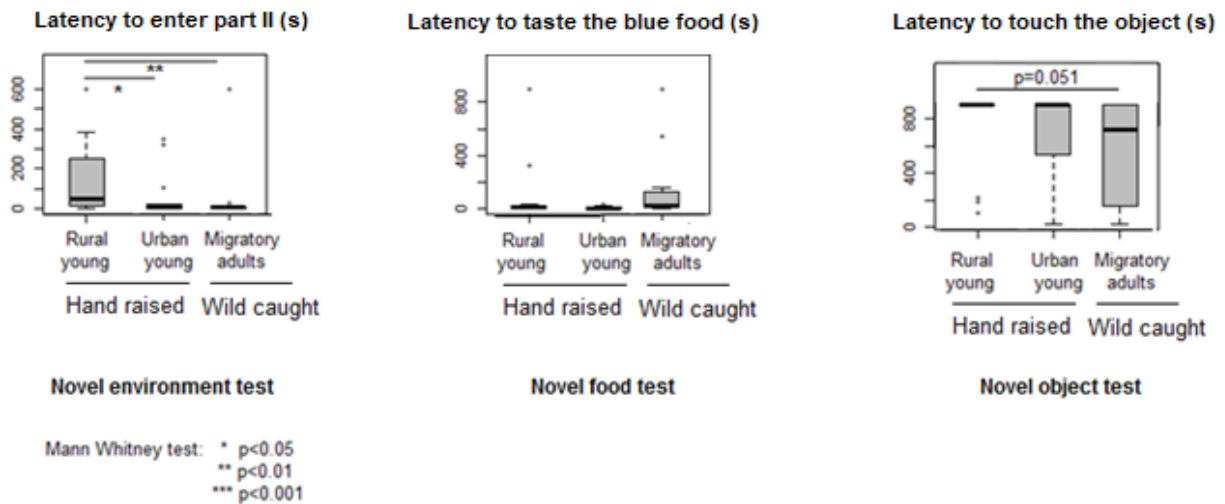 Latency to enter part II (s)
0 200 400 600
**
*
Rural young
Urban young
Migratory adults
Hand raised
Wild caught
Novel environment test
Mann Whitney test: * p<0.05
** p<0.01
*** p<0.001
Latency to taste the blue food (s)
0 400 800
Rural young
Urban young
Migratory adults
Hand raised
Wild caught
Novel food test
Latency to touch the object (s)
0 400 800
p=0.051
Rural young
Urban young
Migratory adults
Hand raised
Wild caught
Novel object test